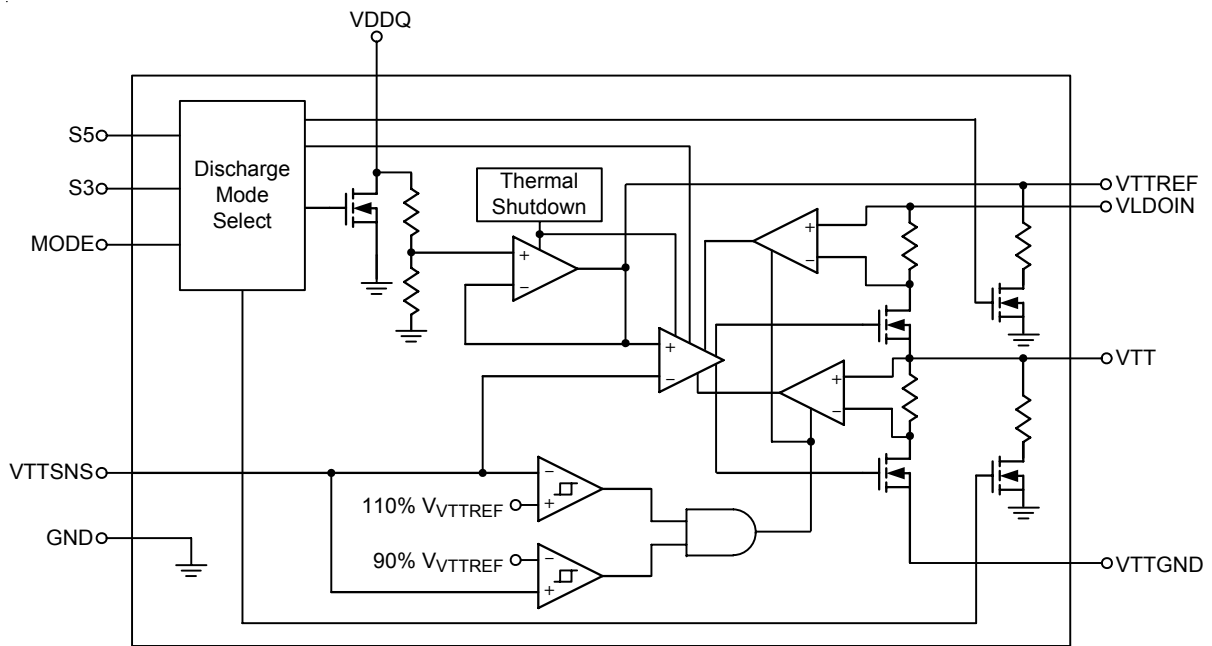 VDDQ
S5
S3
MODE
Discharge
Mode
Select
Thermal
Shutdown
VTTREF
VLDOIN
+
−
+
−
+
−
VTT
+
−
VTTSNS
−
110% VVTTREF
+
GND
90% VVTTREF
−
+
VTTGND